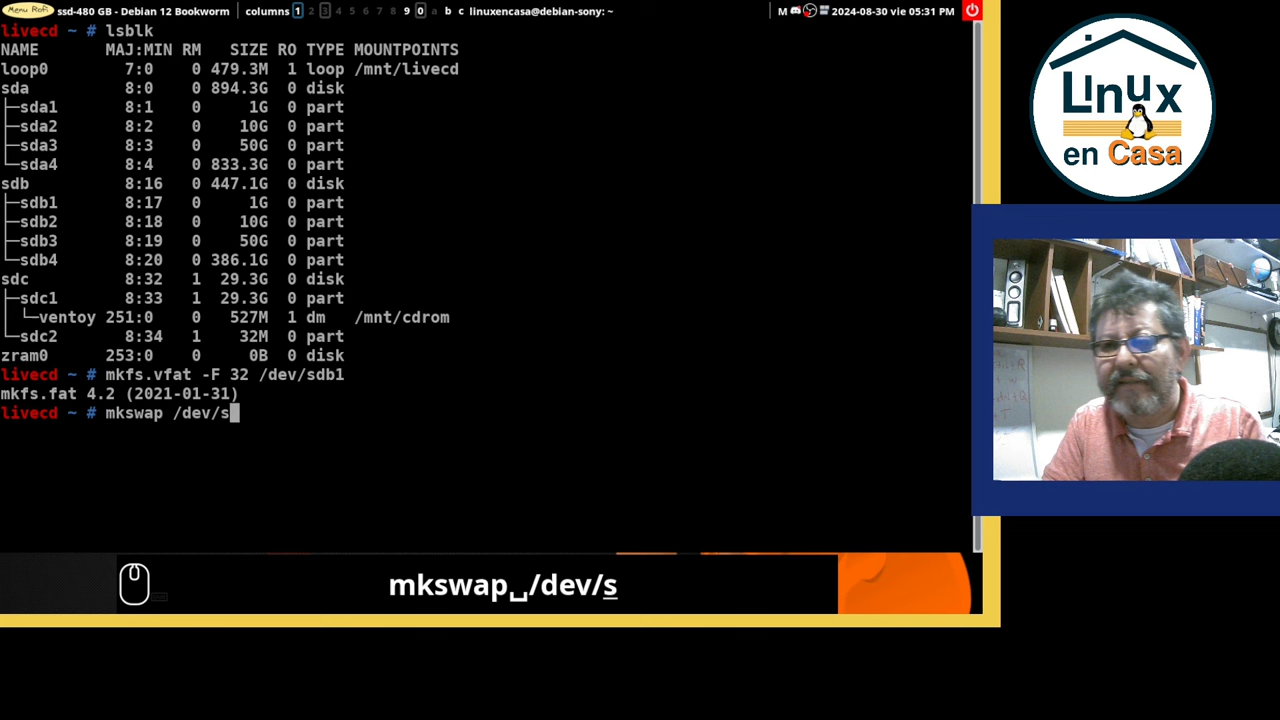 Menu Rofi ssd-480 GB - Debian 12 Bookworm columns 1 2 3 4 5 6 7 8 9 0 a b c linuxencasa@debian-sony: ~ M 2024-08-30 vie 05:31 PM
livecd ~ # lsblk
NAME MAJ:MIN RM SIZE RO TYPE MOUNTPOINTS
loop0 7:0 0 479.3M 1 loop /mnt/livecd
sda 8:0 0 894.3G 0 disk
├─sda1 8:1 0 1G 0 part
├─sda2 8:2 0 10G 0 part
├─sda3 8:3 0 50G 0 part
└─sda4 8:4 0 833.3G 0 part
sdb 8:16 0 447.1G 0 disk
├─sdb1 8:17 0 1G 0 part
├─sdb2 8:18 0 10G 0 part
├─sdb3 8:19 0 50G 0 part
└─sdb4 8:20 0 386.1G 0 part
sdc 8:32 1 29.3G 0 disk
├─sdc1 8:33 1 29.3G 0 part
│ └─ventoy 251:0 0 527M 1 dm /mnt/cdrom
└─sdc2 8:34 1 32M 0 part
zram0 253:0 0 0B 0 disk
livecd ~ # mkfs.vfat -F 32 /dev/sdb1
mkfs.fat 4.2 (2021-01-31)
livecd ~ # mkswap /dev/s
mkswap␣/dev/s
Linux
en Casa